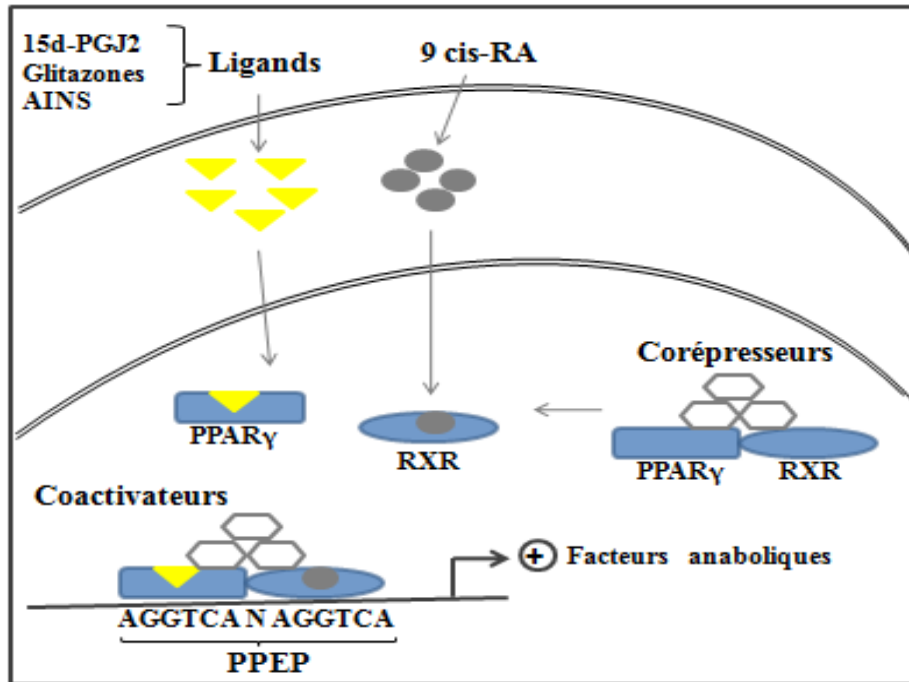 15d-PGJ2
Glitazones
AINS
Ligands
9 cis-RA
Corépresseurs
PPARγ
RXR
PPARγ
RXR
Coactivateurs
+ Facteurs anaboliques
AGGTCA N AGGTCA
PPEP